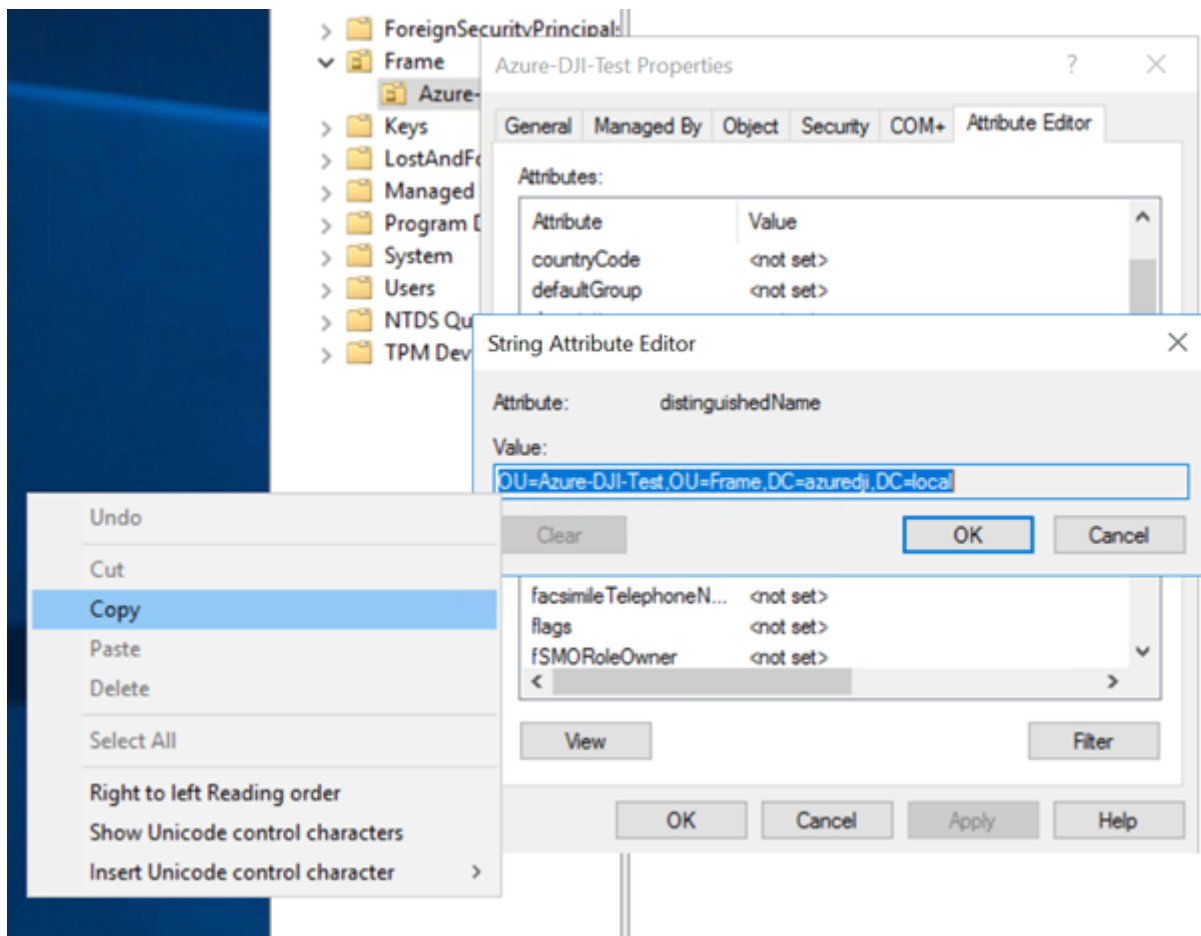 ForeignSecurityPrincipals
Frame
Azure-
Keys
LostAndFo
Managed
Program D
System
Users
NTDS Qu
TPM Dev
Azure-DJI-Test Properties
?
General Managed By Object Security COM+ Attribute Editor
Attributes:
Attribute Value
countryCode <not set>
defaultGroup <not set>
String Attribute Editor
Attribute: distinguishedName
Value:
OU=Azure-DJI-Test,OU=Frame,DC=azuredji,DC=local
Clear OK Cancel
facsimileTelephoneN... <not set>
flags <not set>
fSMORoleOwner <not set>
View Filter
OK Cancel Apply Help
Undo
Cut
Copy
Paste
Delete
Select All
Right to left Reading order
Show Unicode control characters
Insert Unicode control character